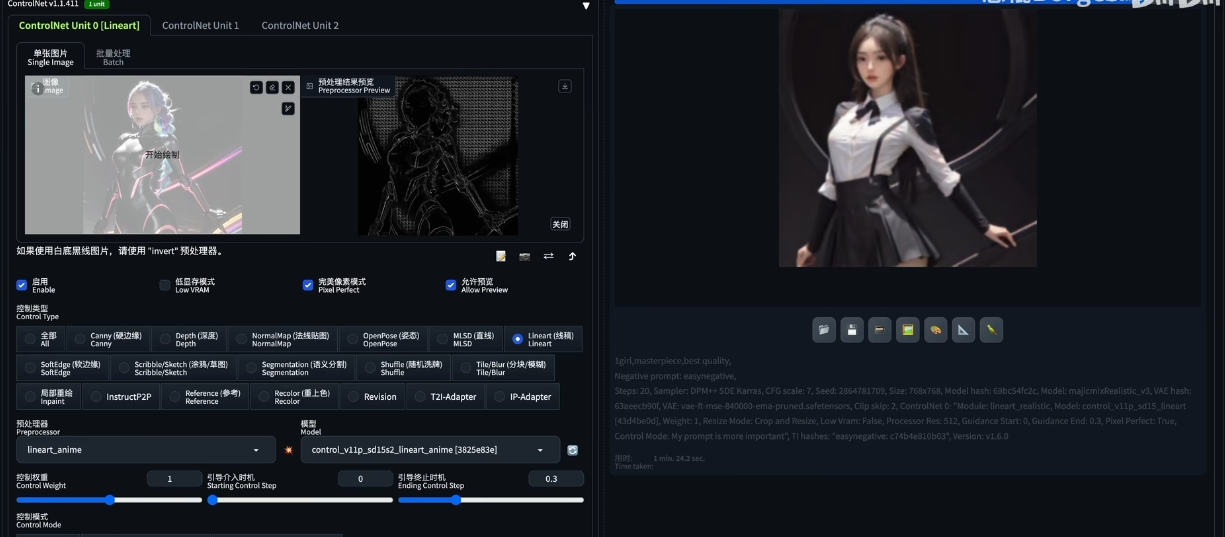 ControlNet v1.1.411
1 unit
ControlNet Unit 0 [Lineart]
ControlNet Unit 1
ControlNet Unit 2
单张图片
Single Image
批量处理
Batch
图像
Image
预处理结果预览
Preprocessor Preview
开始绘制
关闭
如果使用白底黑线图片，请使用 "invert" 预处理器。
启用
Enable
低显存模式
Low VRAM
完美像素模式
Pixel Perfect
允许预览
Allow Preview
控制类型
Control Type
全部
All
Canny (硬边缘)
Canny
Depth (深度)
Depth
NormalMap (法线贴图)
NormalMap
OpenPose (姿态)
OpenPose
MLSD (直线)
MLSD
Lineart (线稿)
Lineart
SoftEdge (软边缘)
SoftEdge
Scribble/Sketch (涂鸦/草图)
Scribble/Sketch
Segmentation (语义分割)
Segmentation
Shuffle (随机洗牌)
Shuffle
Tile/Blur (分块/模糊)
Tile/Blur
局部重绘
Inpaint
InstructP2P
Reference (参考)
Reference
Recolor (重上色)
Recolor
Revision
T2I-Adapter
IP-Adapter
预处理器
Preprocessor
lineart_anime
模型
Model
control_v11p_sd15s2_lineart_anime [3825e83e]
控制权重
Control Weight
1
引导介入时机
Starting Control Step
0
引导终止时机
Ending Control Step
0.3
控制模式
Control Mode
1girl,masterpiece,best quality,
Negative prompt: easynegative,
Steps: 20, Sampler: DPM++ SDE Karras, CFG scale: 7, Seed: 2864781709, Size: 768x768, Model hash: 69bc54fc2c, Model: majicmixRealistic_v3, VAE hash:
63aeecb90f, VAE: vae-ft-mse-840000-ema-pruned.safetensors, Clip skip: 2, ControlNet 0: "Module: lineart_realistic, Model: control_v11p_sd15_lineart
[43d4be0d], Weight: 1, Resize Mode: Crop and Resize, Low Vram: False, Processor Res: 512, Guidance Start: 0, Guidance End: 0.3, Pixel Perfect: True,
Control Mode: My prompt is more important", TI hashes: "easynegative: c74b4e810b03", Version: v1.6.0
用时:
Time taken:
1 min. 24.2 sec.